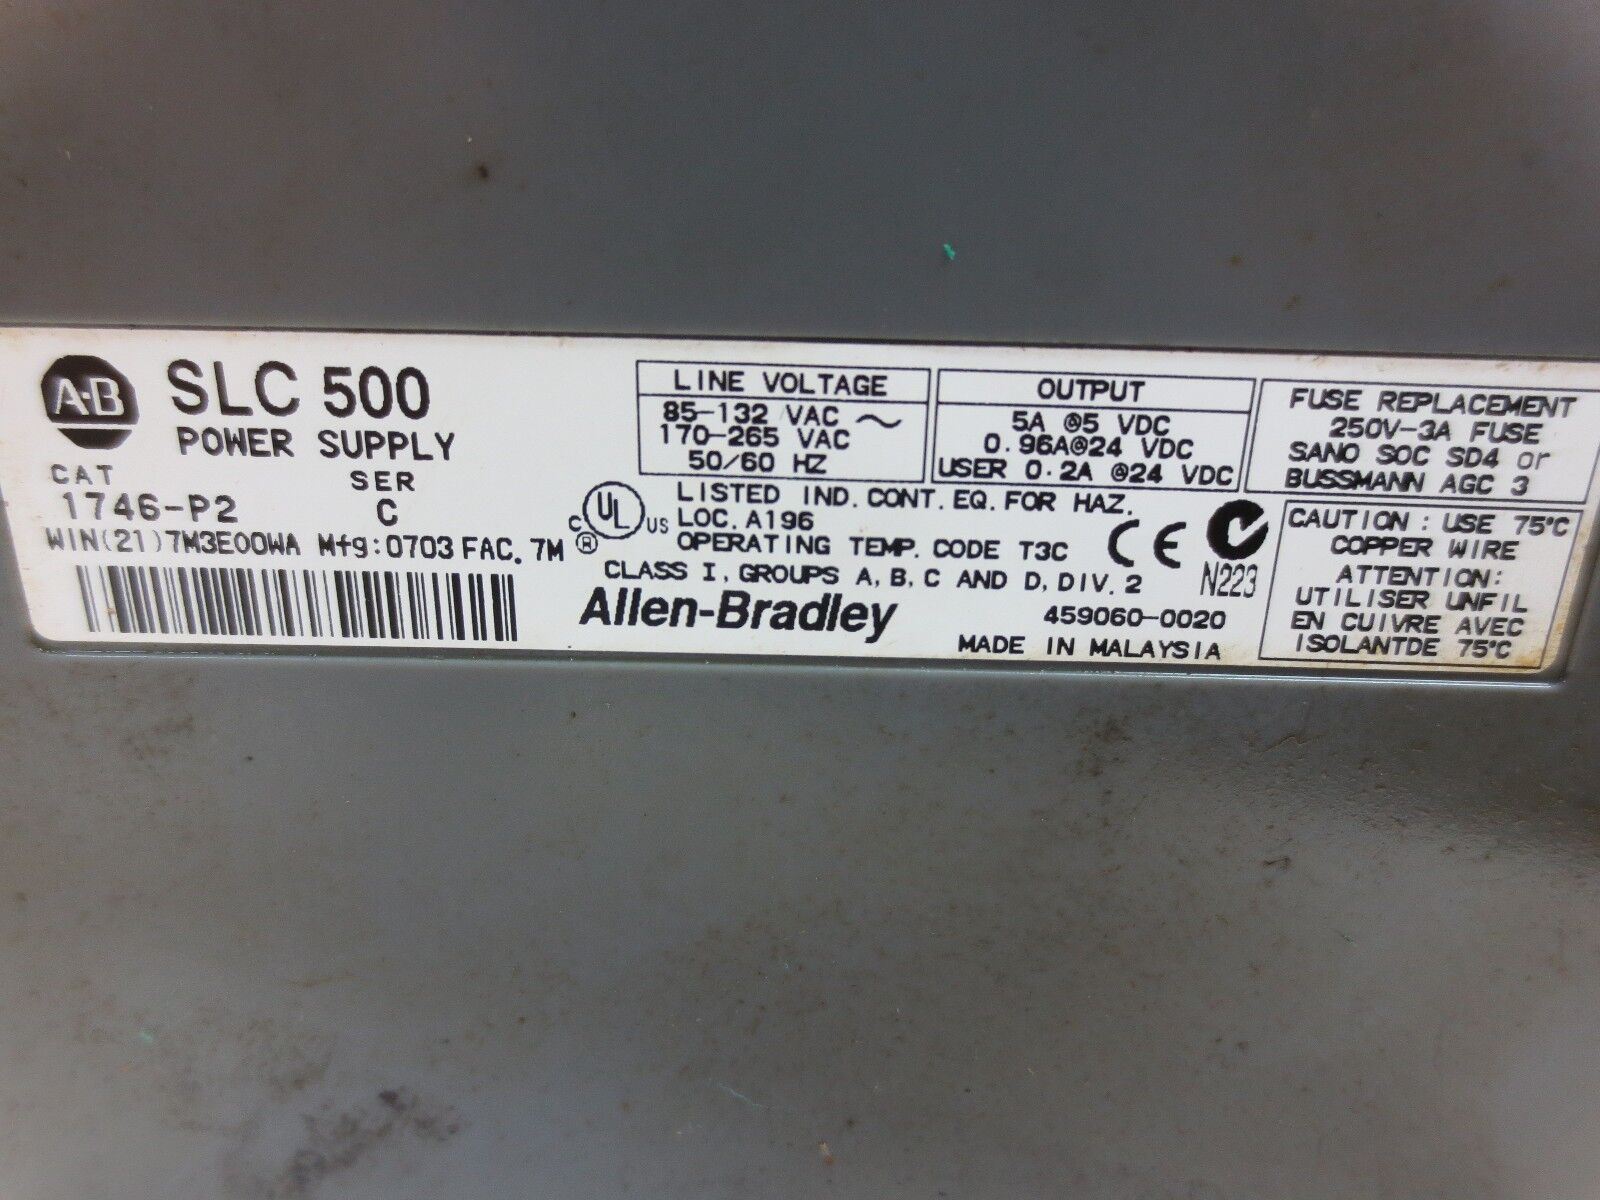 A-B
SLC 500
POWER SUPPLY
CAT
SER
1746-P2
C
WIN(21)7M3E00WA Mfg:0703 FAC. 7M
LINE VOLTAGE
85-132 VAC ~
170-265 VAC
50/60 HZ
OUTPUT
5A @5 VDC
0.96A@24 VDC
USER 0.2A @24 VDC
FUSE REPLACEMENT
250V-3A FUSE
SANO SOC SD4 or
BUSSMANN AGC 3
C UL US ®
LISTED IND. CONT. EQ. FOR HAZ.
LOC. A196
OPERATING TEMP. CODE T3C
CLASS I, GROUPS A, B, C AND D, DIV. 2
CE
N223
Allen-Bradley
459060-0020
MADE IN MALAYSIA
CAUTION : USE 75°C
COPPER WIRE
ATTENTION:
UTILISER UNFIL
EN CUIVRE AVEC
ISOLANTDE 75°C